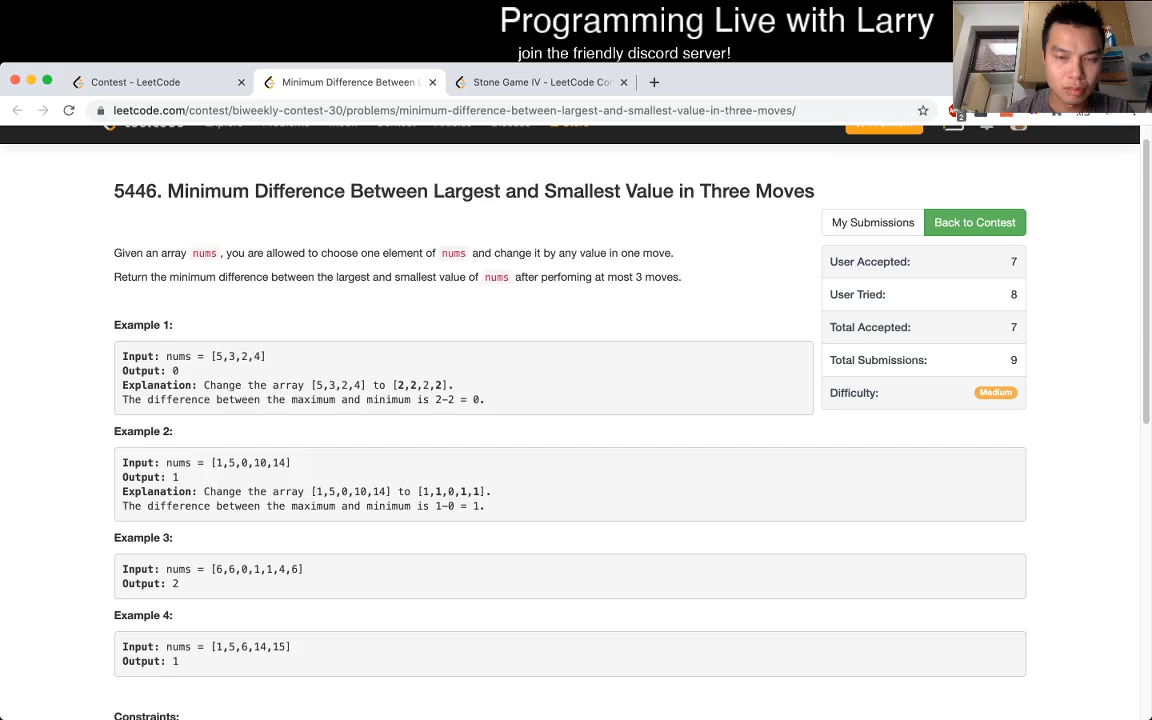 Programming Live with Larry
join the friendly discord server!
Contest - LeetCode
Minimum Difference Between L
Stone Game IV - LeetCode Con
leetcode.com/contest/biweekly-contest-30/problems/minimum-difference-between-largest-and-smallest-value-in-three-moves/
2
5446. Minimum Difference Between Largest and Smallest Value in Three Moves
My Submissions
Back to Contest
Given an array nums , you are allowed to choose one element of nums and change it by any value in one move.
Return the minimum difference between the largest and smallest value of nums after perfoming at most 3 moves.
User Accepted: 7
User Tried: 8
Total Accepted: 7
Total Submissions: 9
Difficulty: Medium
Example 1:
Input: nums = [5,3,2,4]
Output: 0
Explanation: Change the array [5,3,2,4] to [2,2,2,2].
The difference between the maximum and minimum is 2-2 = 0.
Example 2:
Input: nums = [1,5,0,10,14]
Output: 1
Explanation: Change the array [1,5,0,10,14] to [1,1,0,1,1].
The difference between the maximum and minimum is 1-0 = 1.
Example 3:
Input: nums = [6,6,0,1,1,4,6]
Output: 2
Example 4:
Input: nums = [1,5,6,14,15]
Output: 1
Constraints: